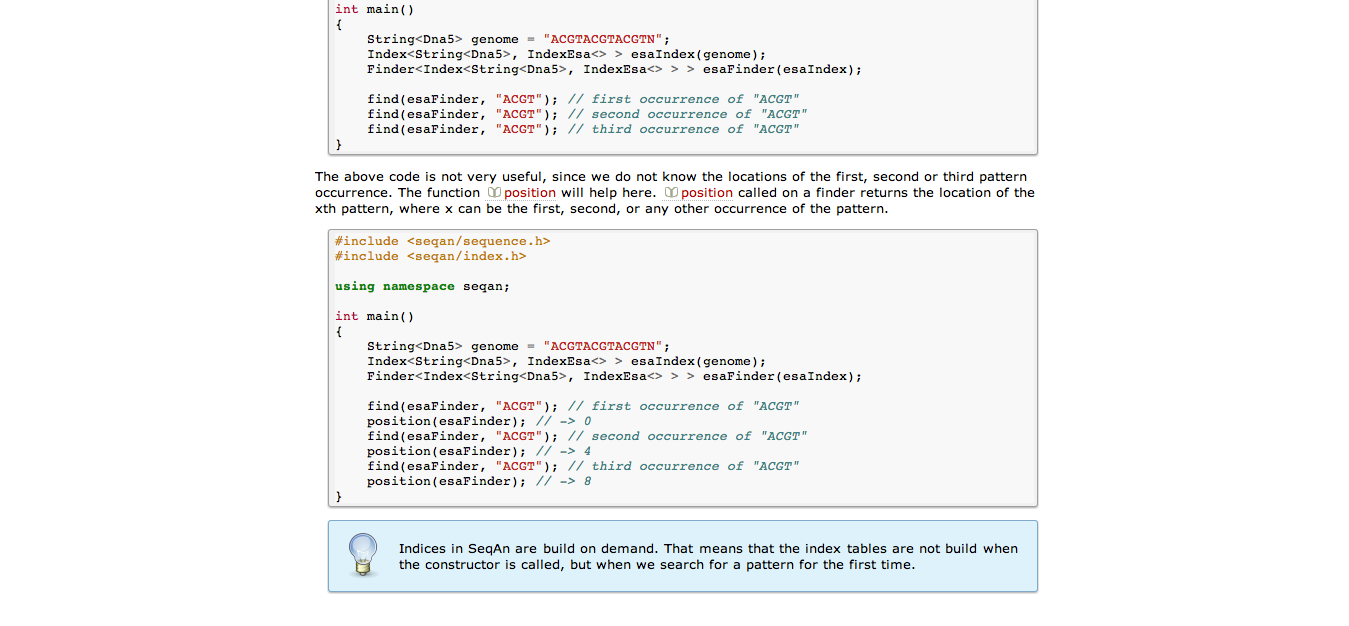 int main()
{
    String<Dna5> genome = "ACGTACGTACGTN";
    Index<String<Dna5>, IndexEsa<> > esaIndex(genome);
    Finder<Index<String<Dna5>, IndexEsa<> > > esaFinder(esaIndex);

    find(esaFinder, "ACGT"); // first occurrence of "ACGT"
    find(esaFinder, "ACGT"); // second occurrence of "ACGT"
    find(esaFinder, "ACGT"); // third occurrence of "ACGT"
}
The above code is not very useful, since we do not know the locations of the first, second or third pattern
occurrence. The function position will help here. position called on a finder returns the location of the
xth pattern, where x can be the first, second, or any other occurrence of the pattern.
#include <seqan/sequence.h>
#include <seqan/index.h>

using namespace seqan;

int main()
{
    String<Dna5> genome = "ACGTACGTACGTN";
    Index<String<Dna5>, IndexEsa<> > esaIndex(genome);
    Finder<Index<String<Dna5>, IndexEsa<> > > esaFinder(esaIndex);

    find(esaFinder, "ACGT"); // first occurrence of "ACGT"
    position(esaFinder); // -> 0
    find(esaFinder, "ACGT"); // second occurrence of "ACGT"
    position(esaFinder); // -> 4
    find(esaFinder, "ACGT"); // third occurrence of "ACGT"
    position(esaFinder); // -> 8
}
Indices in SeqAn are build on demand. That means that the index tables are not build when
the constructor is called, but when we search for a pattern for the first time.